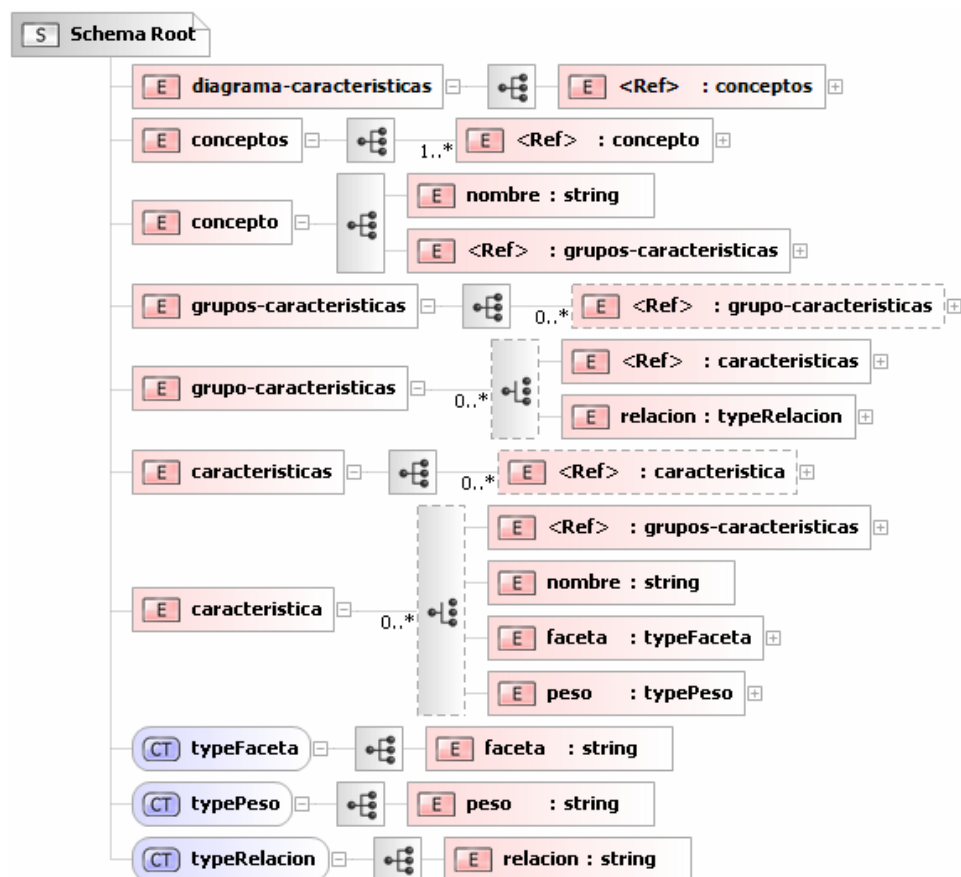 S Schema Root
E diagrama-caracteristicas E <Ref> : conceptos
E conceptos 1..* E <Ref> : concepto
E nombre : string
E concepto
E <Ref> : grupos-caracteristicas
E grupos-caracteristicas 0..* E <Ref> : grupo-caracteristicas
E <Ref> : caracteristicas
E grupo-caracteristicas 0..*
E relacion : typeRelacion
E caracteristicas 0..* E <Ref> : caracteristica
E <Ref> : grupos-caracteristicas
E nombre : string
E caracteristica 0..*
E faceta : typeFaceta
E peso : typePeso
CT typeFaceta E faceta : string
CT typePeso E peso : string
CT typeRelacion E relacion : string